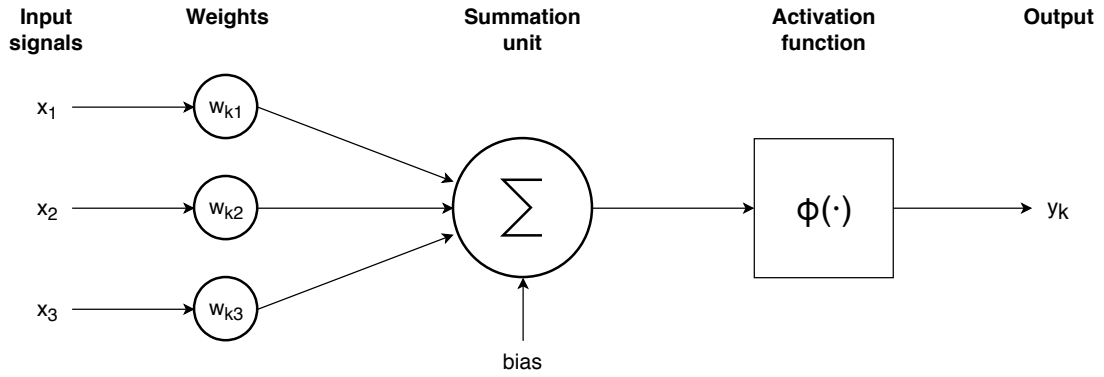 Input
signals
Weights
Summation
unit
Activation
function
Output
x1
wk1
x2
wk2
∑
ϕ(·)
yk
x3
wk3
bias